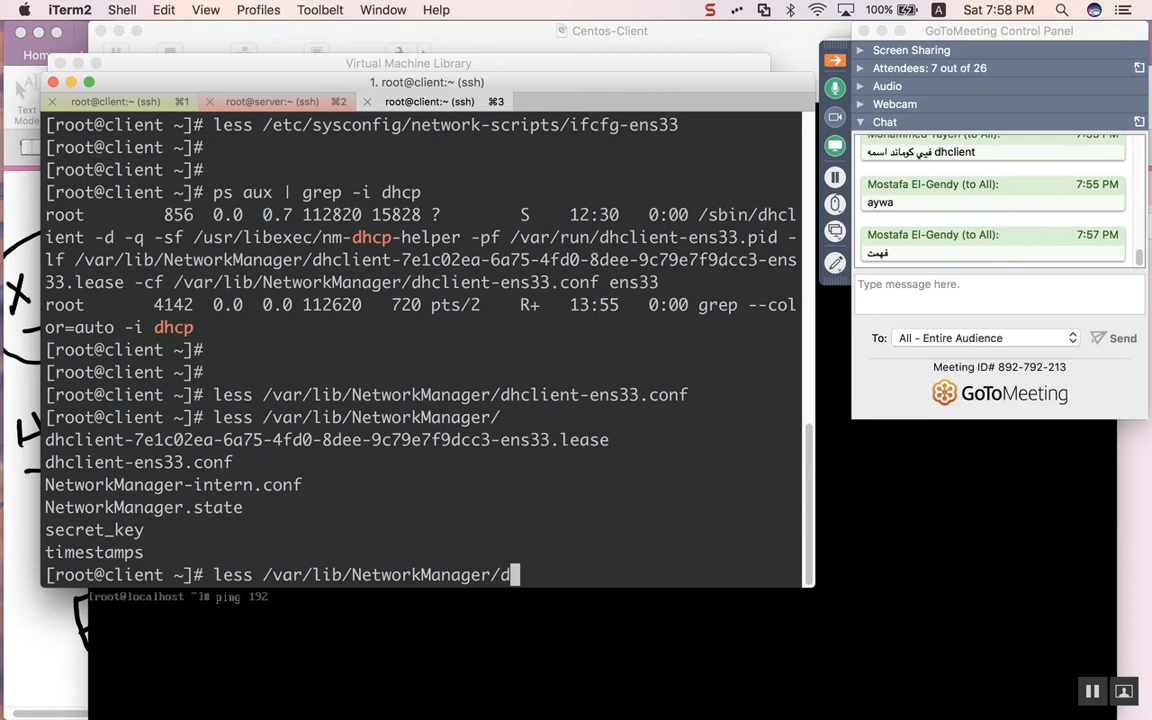 iTerm2 Shell Edit View Profiles Toolbelt Window Help 100% A Sat 7:58 PM
Centos-Client
Virtual Machine Library
1. root@client:~ (ssh)
root@client:~ (ssh) ⌘1 root@server:~ (ssh) ⌘2 root@client:~ (ssh) ⌘3
[root@client ~]# less /etc/sysconfig/network-scripts/ifcfg-ens33
[root@client ~]#
[root@client ~]#
[root@client ~]# ps aux | grep -i dhcp
root 856 0.0 0.7 112820 15828 ? S 12:30 0:00 /sbin/dhcl
ient -d -q -sf /usr/libexec/nm-dhcp-helper -pf /var/run/dhclient-ens33.pid -
lf /var/lib/NetworkManager/dhclient-7e1c02ea-6a75-4fd0-8dee-9c79e7f9dcc3-ens
33.lease -cf /var/lib/NetworkManager/dhclient-ens33.conf ens33
root 4142 0.0 0.0 112620 720 pts/2 R+ 13:55 0:00 grep --col
or=auto -i dhcp
[root@client ~]#
[root@client ~]#
[root@client ~]# less /var/lib/NetworkManager/dhclient-ens33.conf
[root@client ~]# less /var/lib/NetworkManager/
dhclient-7e1c02ea-6a75-4fd0-8dee-9c79e7f9dcc3-ens33.lease
dhclient-ens33.conf
NetworkManager-intern.conf
NetworkManager.state
secret_key
timestamps
[root@client ~]# less /var/lib/NetworkManager/d
[root@localhost ~]# ping 192
GoToMeeting Control Panel
Screen Sharing
Attendees: 7 out of 26
Audio
Webcam
Chat
فيي كوماند اسمه dhclient
Mostafa El-Gendy (to All): 7:55 PM
aywa
Mostafa El-Gendy (to All): 7:57 PM
فهمت
Type message here.
To: All - Entire Audience Send
Meeting ID# 892-792-213
GoToMeeting